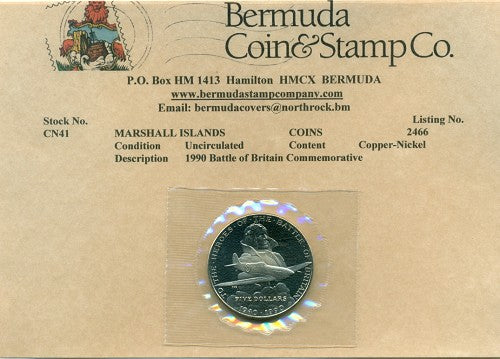 Bermuda
Coin&Stamp Co.
P.O. Box HM 1413 Hamilton HMCX BERMUDA
www.bermudastampcompany.com
Email: bermudacovers@northrock.bm
Stock No. Listing No.
CN41 MARSHALL ISLANDS COINS 2466
Condition Uncirculated Content Copper-Nickel
Description 1990 Battle of Britain Commemorative
TO THE HEROES OF THE BATTLE OF BRITAIN
FIVE DOLLARS
1940-1990